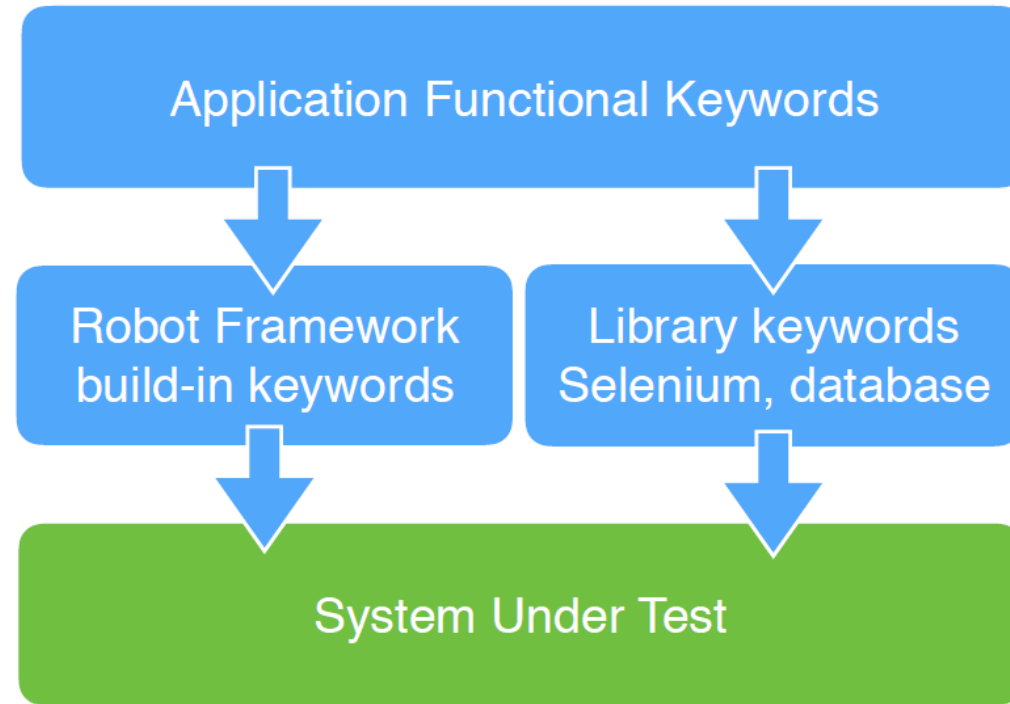 Application Functional Keywords
Robot Framework
build-in keywords
Library keywords
Selenium, database
System Under Test